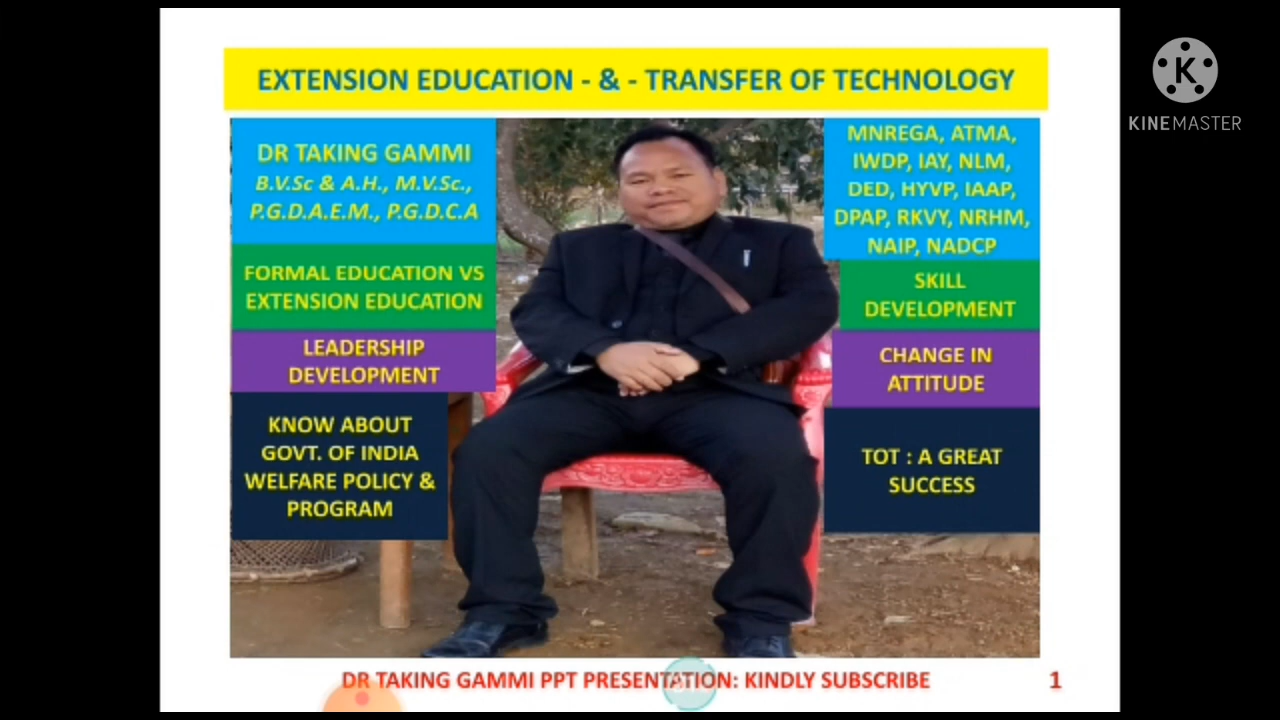 EXTENSION EDUCATION - & - TRANSFER OF TECHNOLOGY
DR TAKING GAMMI
B.V.Sc & A.H., M.V.Sc.,
P.G.D.A.E.M., P.G.D.C.A
FORMAL EDUCATION VS
EXTENSION EDUCATION
LEADERSHIP
DEVELOPMENT
KNOW ABOUT
GOVT. OF INDIA
WELFARE POLICY &
PROGRAM
MNREGA, ATMA,
IWDP, IAY, NLM,
DED, HYVP, IAAP,
DPAP, RKVY, NRHM,
NAIP, NADCP
SKILL
DEVELOPMENT
CHANGE IN
ATTITUDE
TOT : A GREAT
SUCCESS
DR TAKING GAMMI PPT PRESENTATION: KINDLY SUBSCRIBE
1
K
KINEMASTER